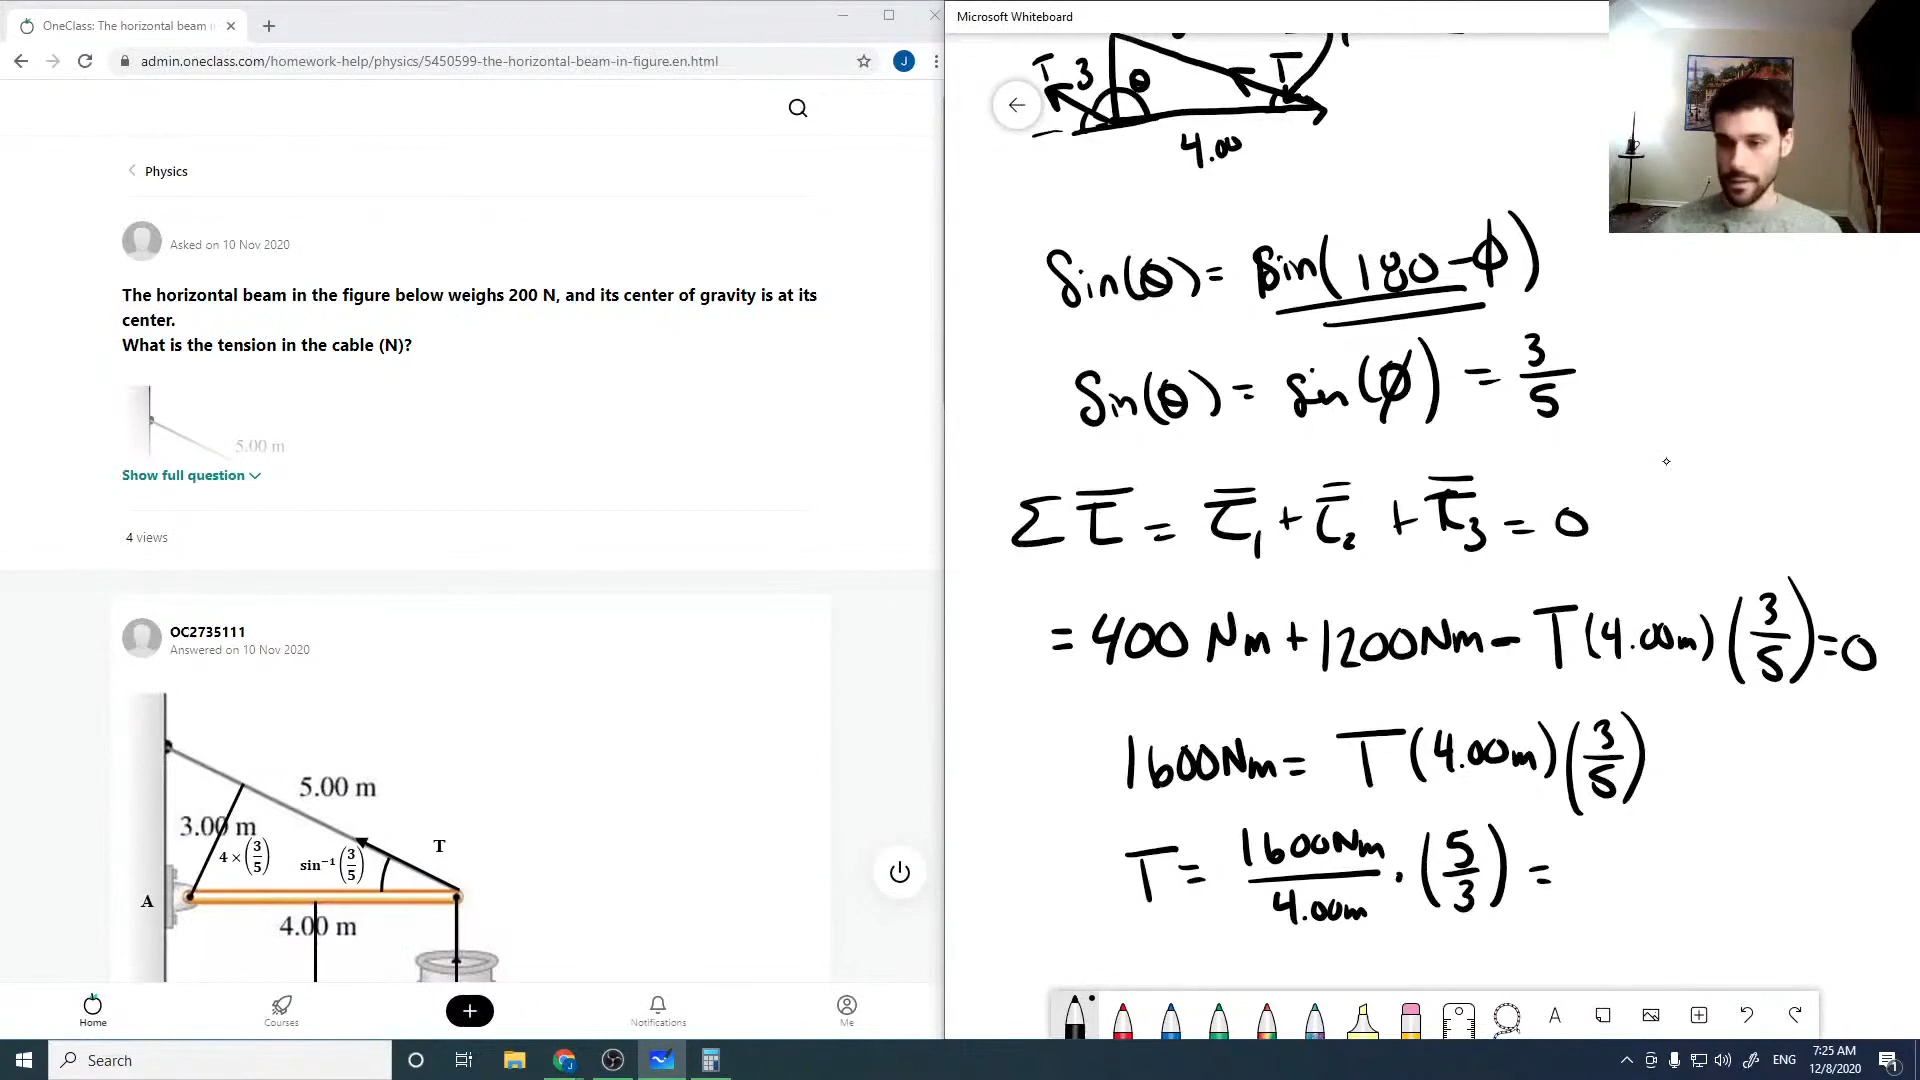 OneClass: The horizontal beam in
admin.oneclass.com/homework-help/physics/5450599-the-horizontal-beam-in-figure.en.html
J
Physics
Asked on 10 Nov 2020
The horizontal beam in the figure below weighs 200 N, and its center of gravity is at its
center.
What is the tension in the cable (N)?
5.00 m
Show full question
4 views
OC2735111
Answered on 10 Nov 2020
5.00 m
3.00 m
T
4 × (3/5)
sin⁻¹ (3/5)
A
4.00 m
Home
Courses
Notifications
Me
Microsoft Whiteboard
T
3
θ
T
4.00
Sin(θ) = Sin(180 - ϕ)
Sin(θ) = sin(ϕ) = 3/5
Σ τ̅ = τ̅₁ + τ̅₂ + τ̅₃ = 0
= 400 Nm + 1200Nm - T(4.00m)(3/5) = 0
1600Nm = T(4.00m)(3/5)
T = 1600Nm/4.00m · (5/3) =
A
Search
ENG
7:25 AM
12/8/2020
1